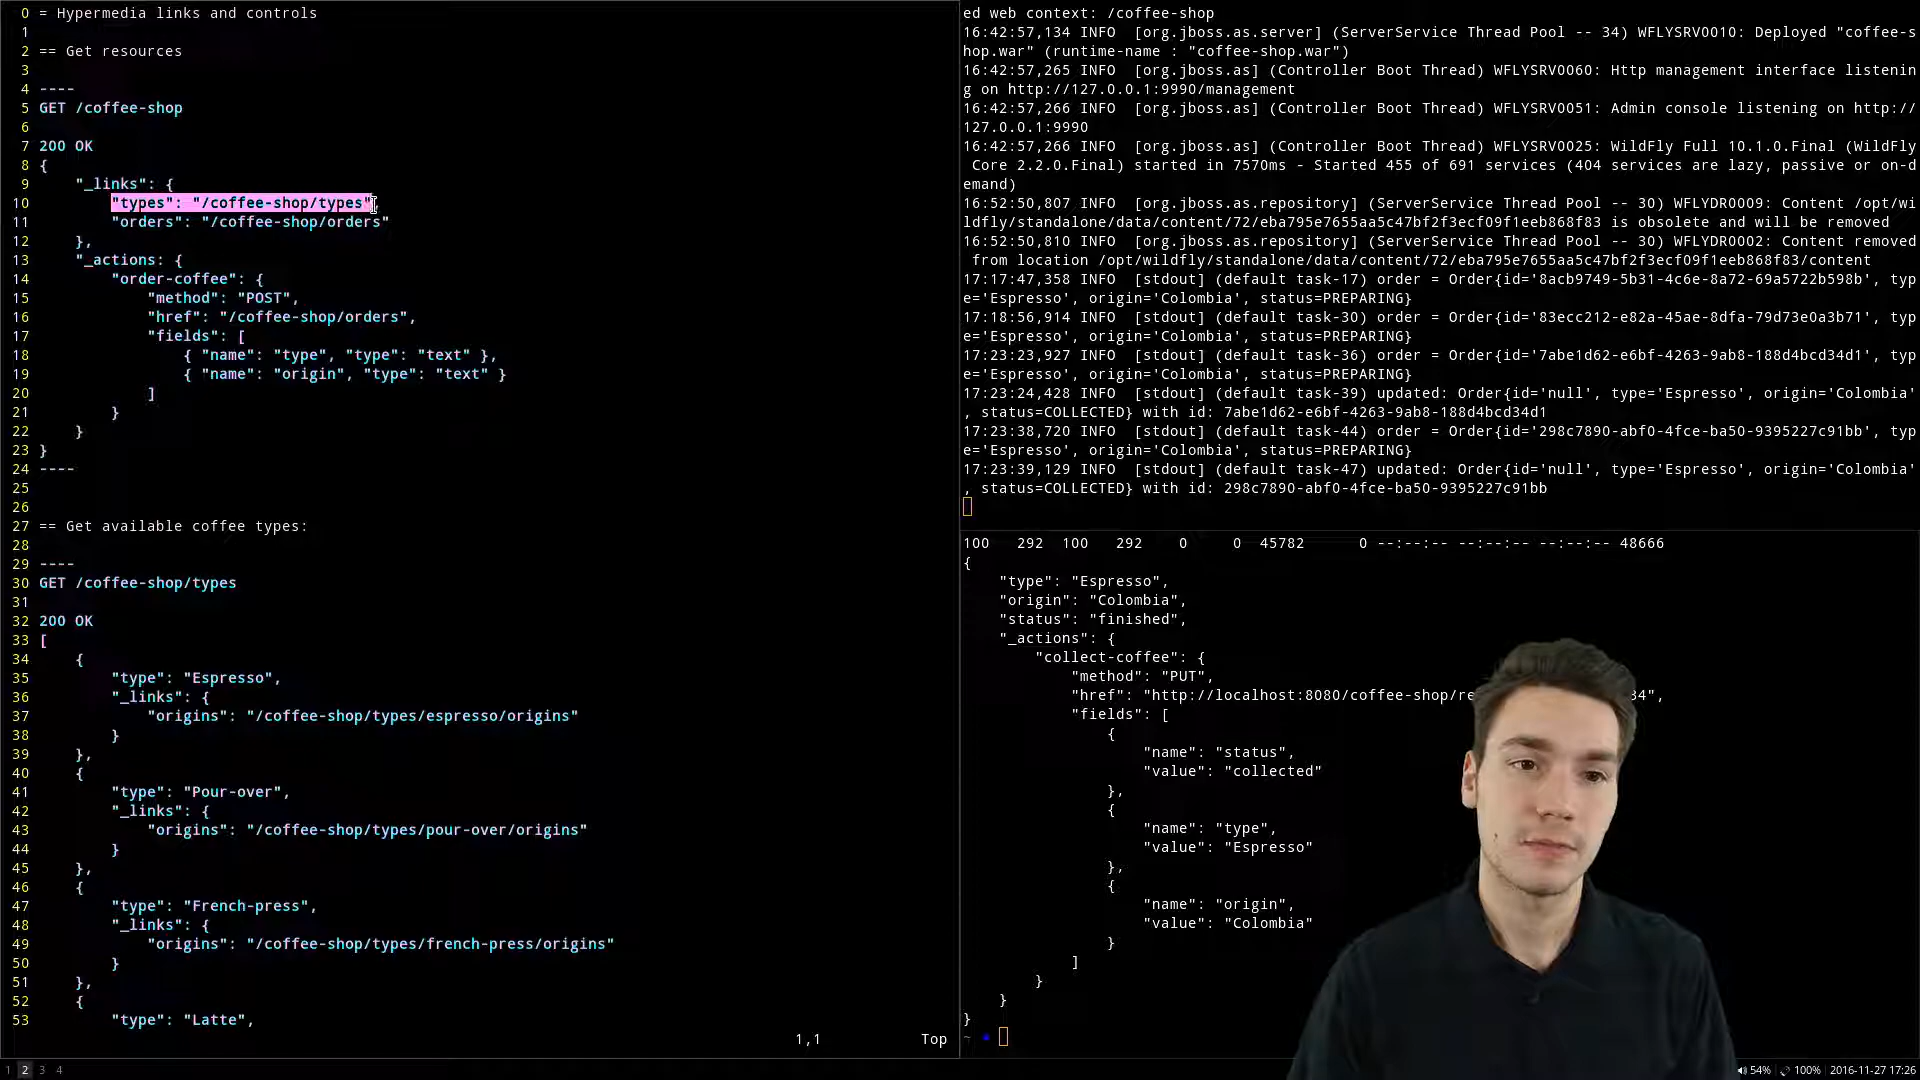 0 = Hypermedia links and controls
1
2 == Get resources
3
4 ----
5 GET /coffee-shop
6
7 200 OK
8 {
9     "_links": {
10         "types": "/coffee-shop/types",
11         "orders": "/coffee-shop/orders"
12     },
13     "_actions: {
14         "order-coffee": {
15             "method": "POST",
16             "href": "/coffee-shop/orders",
17             "fields": [
18                 { "name": "type", "type": "text" },
19                 { "name": "origin", "type": "text" }
20             ]
21         }
22     }
23 }
24 ----
25
26
27 == Get available coffee types:
28
29 ----
30 GET /coffee-shop/types
31
32 200 OK
33 [
34     {
35         "type": "Espresso",
36         "_links": {
37             "origins": "/coffee-shop/types/espresso/origins"
38         }
39     },
40     {
41         "type": "Pour-over",
42         "_links": {
43             "origins": "/coffee-shop/types/pour-over/origins"
44         }
45     },
46     {
47         "type": "French-press",
48         "_links": {
49             "origins": "/coffee-shop/types/french-press/origins"
50         }
51     },
52     {
53         "type": "Latte",
1,1 Top
ed web context: /coffee-shop
16:42:57,134 INFO  [org.jboss.as.server] (ServerService Thread Pool -- 34) WFLYSRV0010: Deployed "coffee-s
hop.war" (runtime-name : "coffee-shop.war")
16:42:57,265 INFO  [org.jboss.as] (Controller Boot Thread) WFLYSRV0060: Http management interface listenin
g on http://127.0.0.1:9990/management
16:42:57,266 INFO  [org.jboss.as] (Controller Boot Thread) WFLYSRV0051: Admin console listening on http://
127.0.0.1:9990
16:42:57,266 INFO  [org.jboss.as] (Controller Boot Thread) WFLYSRV0025: WildFly Full 10.1.0.Final (WildFly
 Core 2.2.0.Final) started in 7570ms - Started 455 of 691 services (404 services are lazy, passive or on-d
emand)
16:52:50,807 INFO  [org.jboss.as.repository] (ServerService Thread Pool -- 30) WFLYDR0009: Content /opt/wi
ldfly/standalone/data/content/72/eba795e7655aa5c47bf2f3ecf09f1eeb868f83 is obsolete and will be removed
16:52:50,810 INFO  [org.jboss.as.repository] (ServerService Thread Pool -- 30) WFLYDR0002: Content removed
 from location /opt/wildfly/standalone/data/content/72/eba795e7655aa5c47bf2f3ecf09f1eeb868f83/content
17:17:47,358 INFO  [stdout] (default task-17) order = Order{id='8acb9749-5b31-4c6e-8a72-69a5722b598b', typ
e='Espresso', origin='Colombia', status=PREPARING}
17:18:56,914 INFO  [stdout] (default task-30) order = Order{id='83ecc212-e82a-45ae-8dfa-79d73e0a3b71', typ
e='Espresso', origin='Colombia', status=PREPARING}
17:23:23,927 INFO  [stdout] (default task-36) order = Order{id='7abe1d62-e6bf-4263-9ab8-188d4bcd34d1', typ
e='Espresso', origin='Colombia', status=PREPARING}
17:23:24,428 INFO  [stdout] (default task-39) updated: Order{id='null', type='Espresso', origin='Colombia'
, status=COLLECTED} with id: 7abe1d62-e6bf-4263-9ab8-188d4bcd34d1
17:23:38,720 INFO  [stdout] (default task-44) order = Order{id='298c7890-abf0-4fce-ba50-9395227c91bb', typ
e='Espresso', origin='Colombia', status=PREPARING}
17:23:39,129 INFO  [stdout] (default task-47) updated: Order{id='null', type='Espresso', origin='Colombia'
, status=COLLECTED} with id: 298c7890-abf0-4fce-ba50-9395227c91bb
100   292  100   292    0     0  45782      0 --:--:-- --:--:-- --:--:-- 48666
{
    "type": "Espresso",
    "origin": "Colombia",
    "status": "finished",
    "_actions": {
        "collect-coffee": {
            "method": "PUT",
            "href": "http://localhost:8080/coffee-shop/re 34",
            "fields": [
                {
                    "name": "status",
                    "value": "collected"
                },
                {
                    "name": "type",
                    "value": "Espresso"
                },
                {
                    "name": "origin",
                    "value": "Colombia"
                }
            ]
        }
    }
}
~
1 2 3 4
54% 100% 2016-11-27 17:26